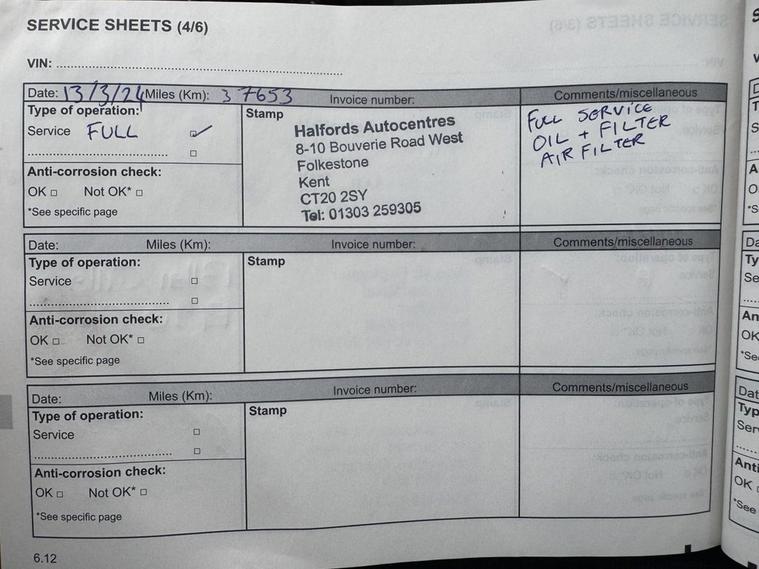 SERVICE SHEETS (4/6)
VIN:
Date: 13/3/24 Miles (Km): 37653 Invoice number: Comments/miscellaneous
Type of operation:
Service FULL
Anti-corrosion check:
OK Not OK*
*See specific page
Stamp
Halfords Autocentres
8-10 Bouverie Road West
Folkestone
Kent
CT20 2SY
Tel: 01303 259305
FULL SERVICE
OIL + FILTER
AIR FILTER
Date: Miles (Km): Invoice number: Comments/miscellaneous
Type of operation:
Service
Anti-corrosion check:
OK Not OK*
*See specific page
Stamp
Date: Miles (Km): Invoice number: Comments/miscellaneous
Type of operation:
Service
Anti-corrosion check:
OK Not OK*
*See specific page
Stamp
6.12